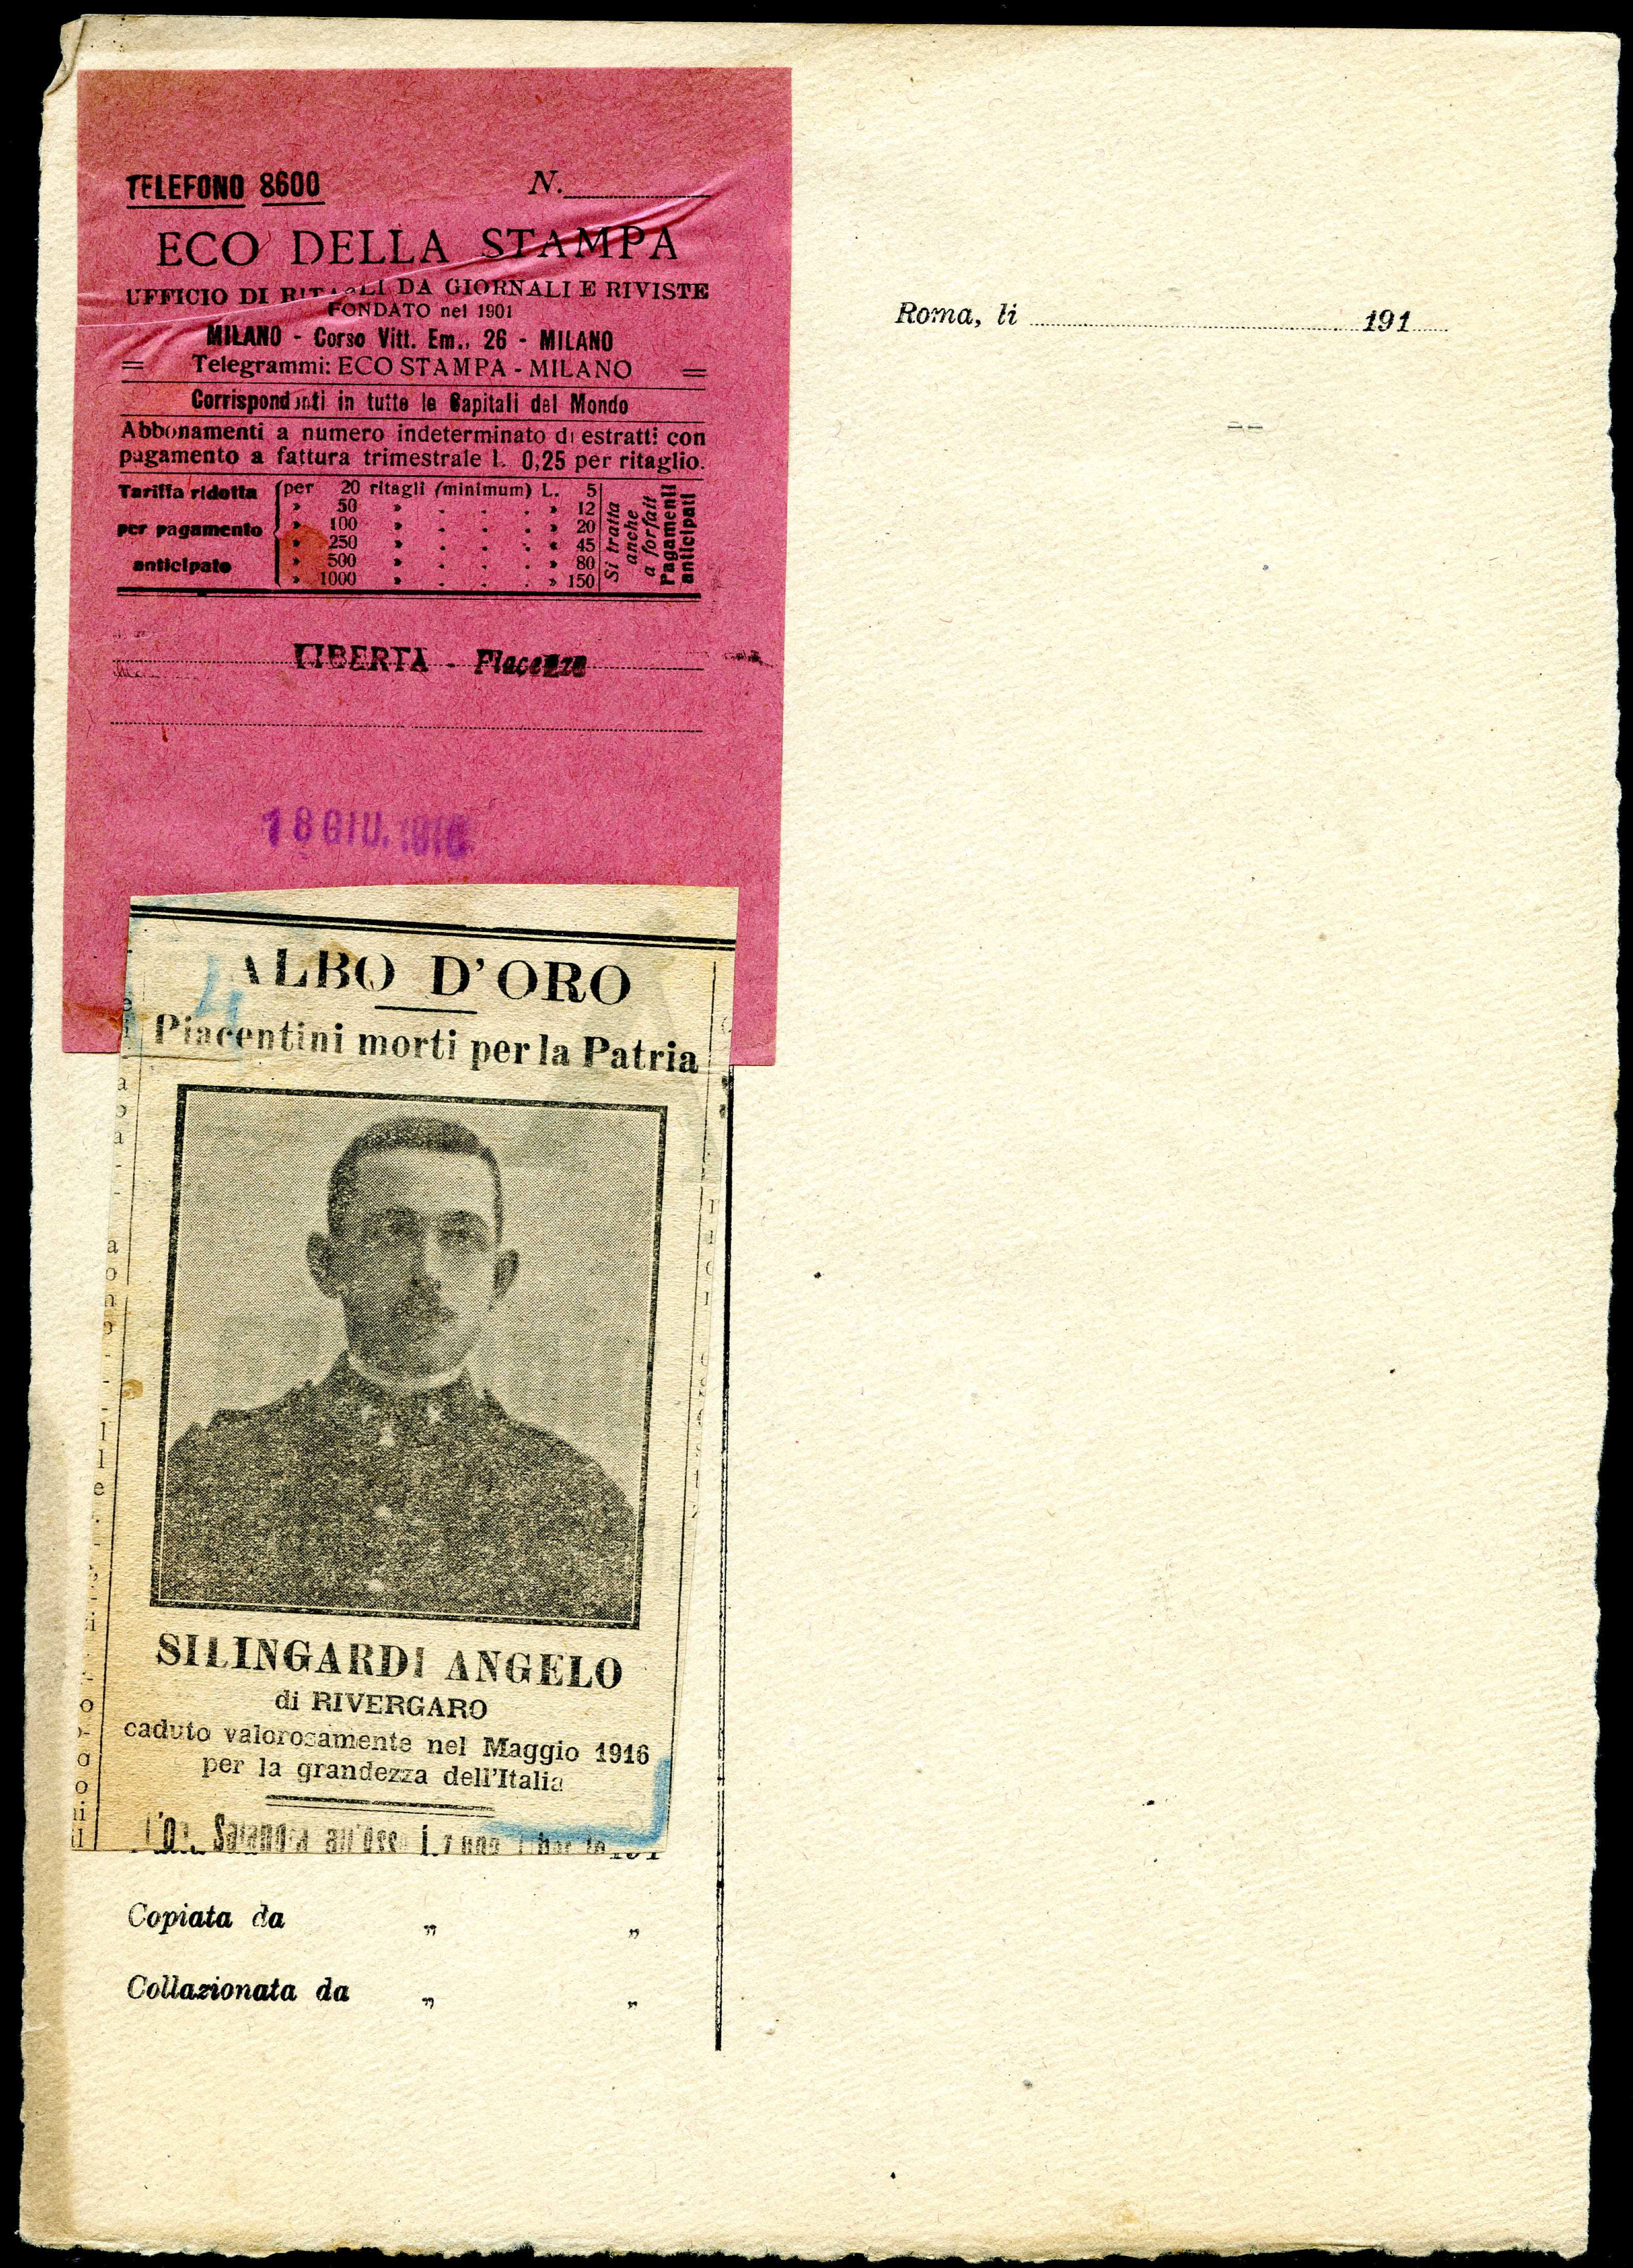 TELEFONO 8600 N.
ECO DELLA STAMPA
UFFICIO DI RITAGLI DA GIORNALI E RIVISTE
FONDATO nel 1901
MILANO - Corso Vitt. Em., 26 - MILANO
= Telegrammi: ECO STAMPA - MILANO =
Corrispondenti in tutte le Capitali del Mondo
Abbonamenti a numero indeterminato di estratti con
pagamento a fattura trimestrale L. 0,25 per ritaglio.
Tariffa ridotta
per pagamento
anticipato
per 20 ritagli (minimum) L. 5
» 50 » . . . » 12
» 100 » . . . » 20
» 250 » . . . » 45
» 500 » . . . » 80
» 1000 » . . . » 150
Si tratta
anche
a forfait
Pagamenti
anticipati
LIBERTA - Piacenza
18 GIU. 1916
Roma, li 191
ALBO D'ORO
Piacentini morti per la Patria
SILINGARDI ANGELO
di RIVERGARO
caduto valorosamente nel Maggio 1916
per la grandezza dell'Italia
L'On. Salandra
Copiata da „ „
Collazionata da „ „